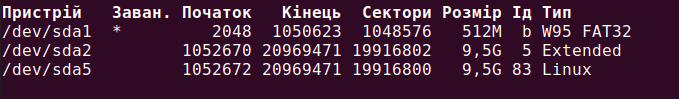 Пристрій Заван. Початок Кінець Сектори Розмір Ід Тип
/dev/sda1 * 2048 1050623 1048576 512M b W95 FAT32
/dev/sda2 1052670 20969471 19916802 9,5G 5 Extended
/dev/sda5 1052672 20969471 19916800 9,5G 83 Linux